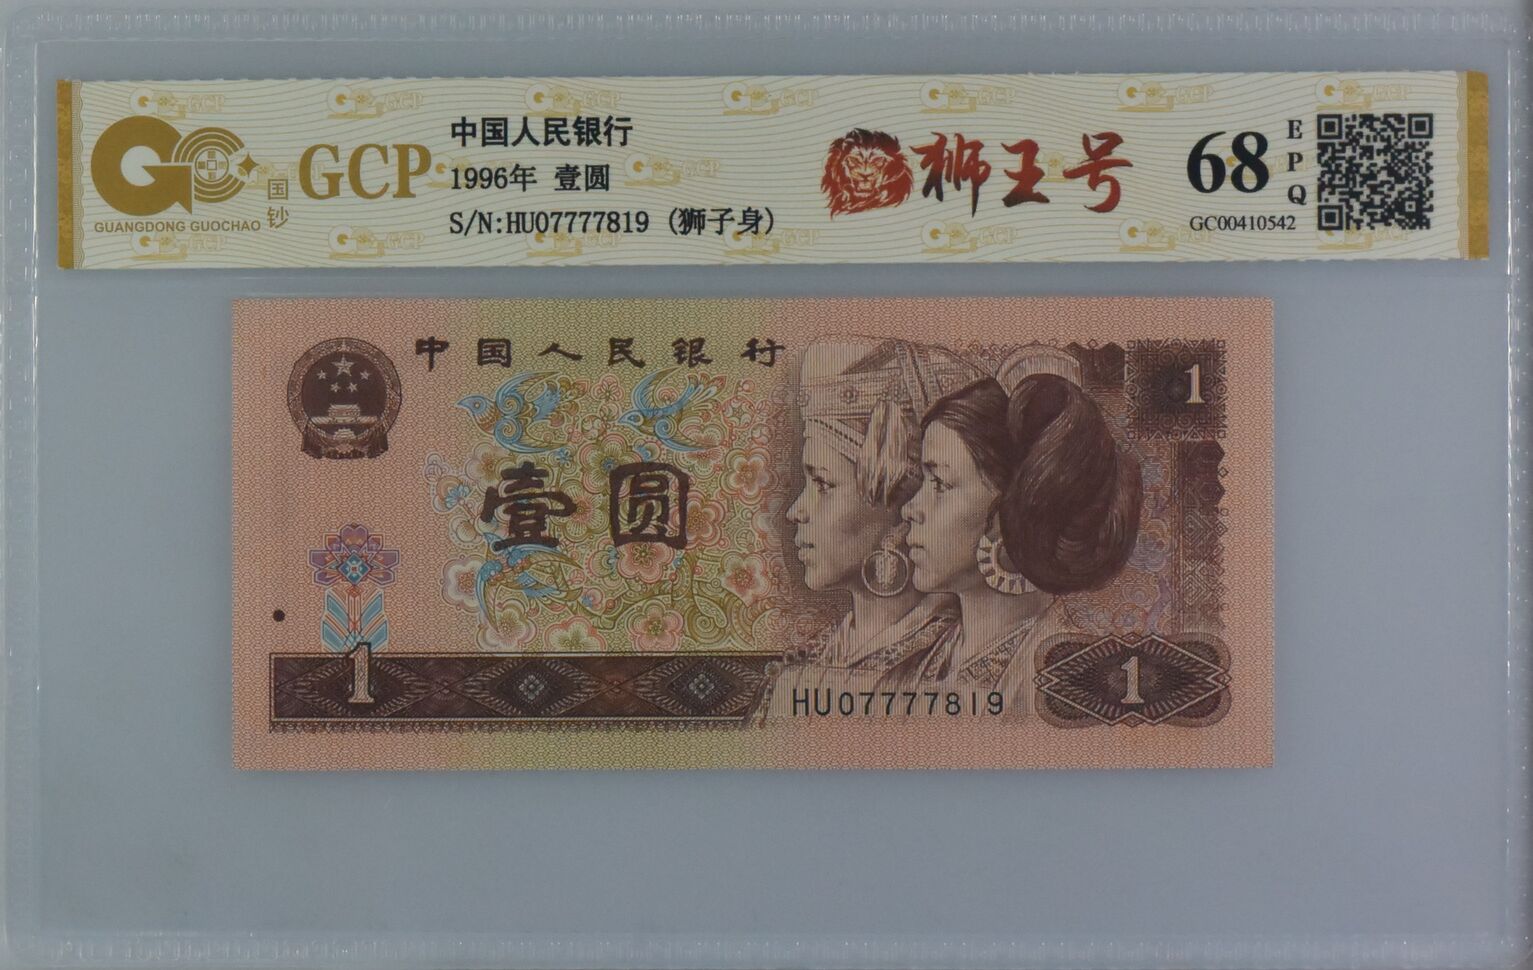 GCP
国钞
GUANGDONG GUOCHAO
中国人民银行
1996年 壹圆
S/N:HU07777819 (狮子身)
狮王号
68
EPQ
GC00410542
中国人民银行
1
壹圆
1
HU07777819
1